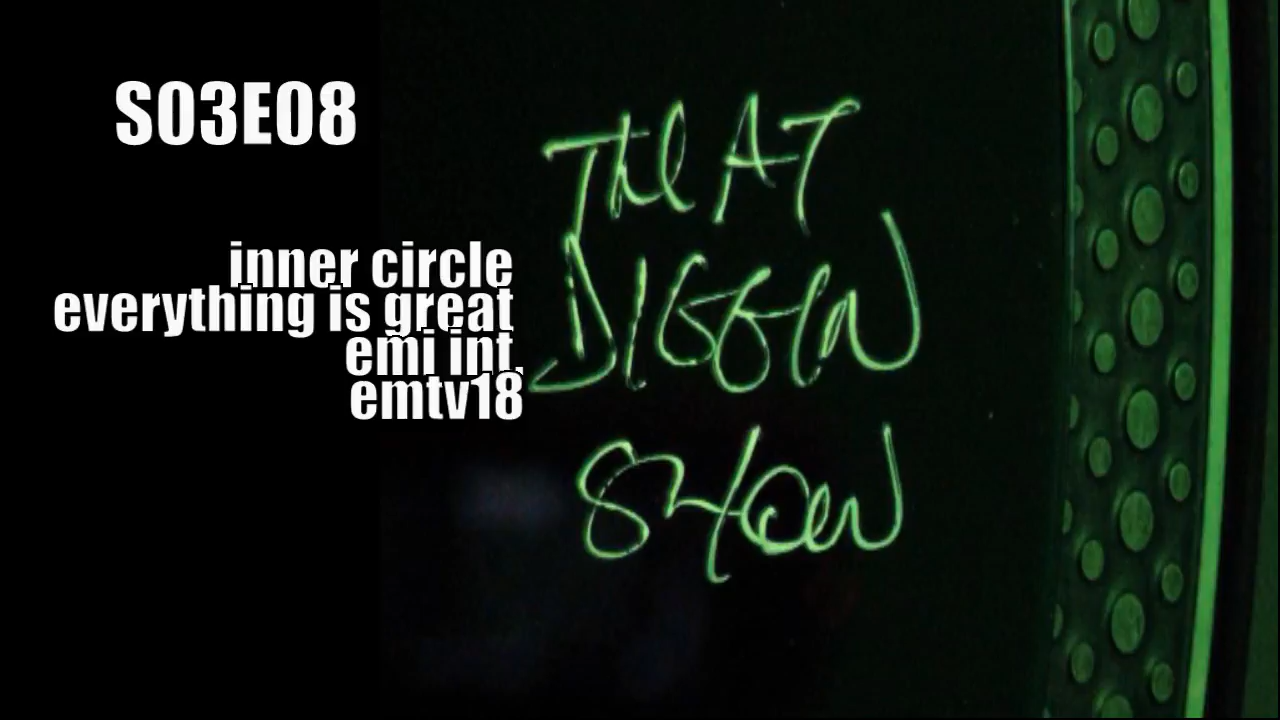 S03E08
inner circle
everything is great
emi int.
emtv18
The AT
DIGGIN
SHOW